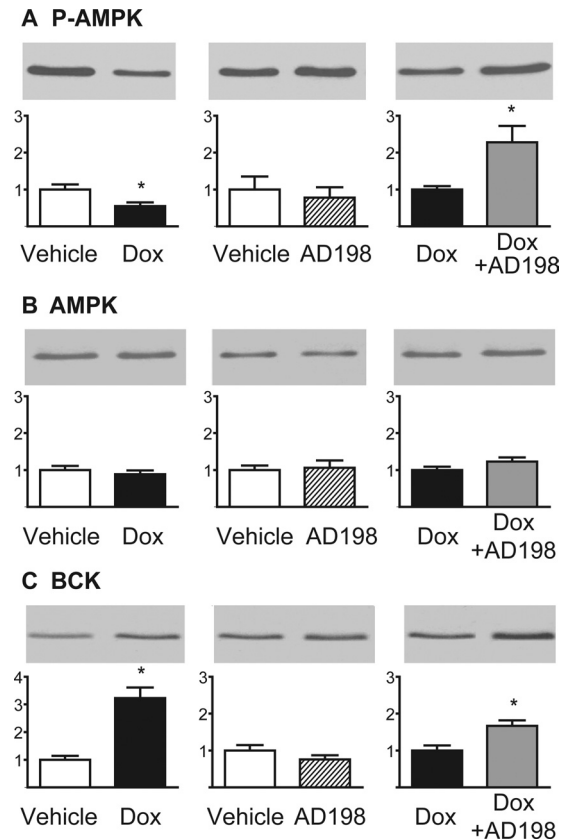 A P-AMPK
3
2
1
Vehicle Dox
3
2
1
Vehicle AD198
3
2
1
*
*
Dox Dox
+AD198
B AMPK
3
2
1
Vehicle Dox
3
2
1
Vehicle AD198
3
2
1
Dox Dox
+AD198
C BCK
4
3
2
1
*
Vehicle Dox
3
2
1
Vehicle AD198
3
2
1
*
Dox Dox
+AD198